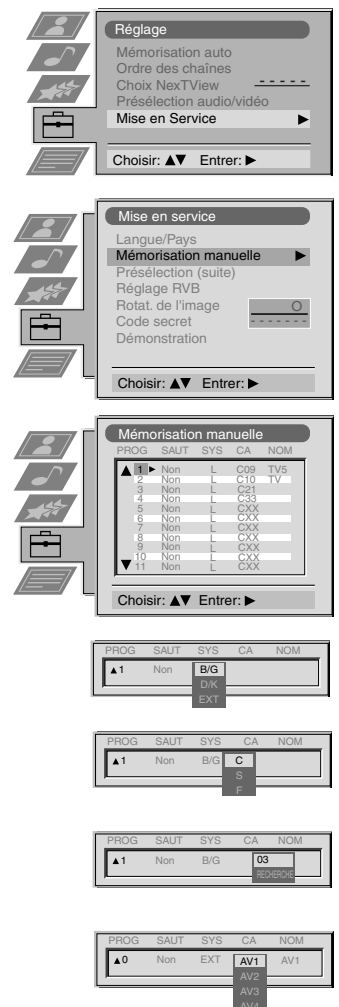 Réglage
Mémorisation auto
Ordre des chaînes
Choix NexTView - - - - -
Présélection audio/vidéo
Mise en Service ▶
Choisir: ▲▼ Entrer: ▶
Mise en service
Langue/Pays
Mémorisation manuelle ▶
Présélection (suite)
Réglage RVB
Rotat. de l'image O
Code secret - - - - - - -
Démonstration
Choisir: ▲▼ Entrer: ▶
Mémorisation manuelle
PROG SAUT SYS CA NOM
▲ 1 ▶ Non L C09 TV5
2 Non L C10 TV
3 Non L C21
4 Non L C33
5 Non L CXX
6 Non L CXX
7 Non L CXX
8 Non L CXX
9 Non L CXX
10 Non L CXX
▼ 11 Non L CXX
Choisir: ▲▼ Entrer: ▶
PROG SAUT SYS CA NOM
▲1 Non B/G
D/K
EXT
PROG SAUT SYS CA NOM
▲1 Non B/G C
S
F
PROG SAUT SYS CA NOM
▲1 Non B/G 03
RECHERCHE
PROG SAUT SYS CA NOM
▲0 Non EXT AV1 AV1
AV2
AV3
AV4